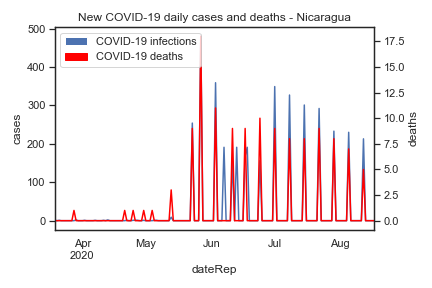 New COVID-19 daily cases and deaths - Nicaragua
COVID-19 infections
COVID-19 deaths
500
400
300
200
100
0
cases
17.5
15.0
12.5
10.0
7.5
5.0
2.5
0.0
deaths
Apr
2020
May
Jun
Jul
Aug
dateRep